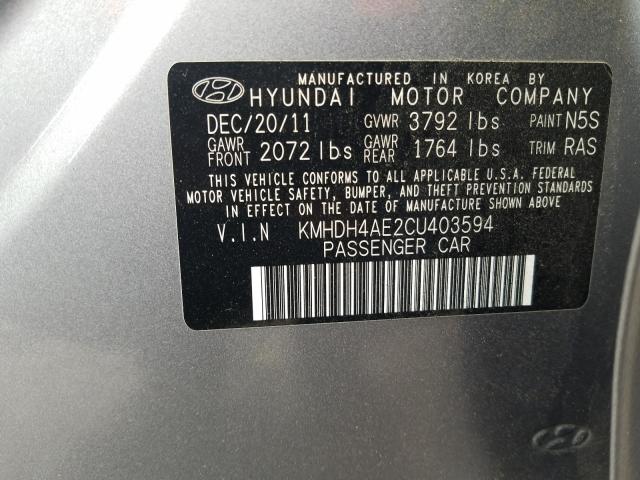 MANUFACTURED IN KOREA BY
HYUNDAI MOTOR COMPANY
DEC/20/11 GVWR 3792 lbs PAINT N5S
GAWR FRONT 2072 lbs GAWR REAR 1764 lbs TRIM RAS
THIS VEHICLE CONFORMS TO ALL APPLICABLE U.S.A. FEDERAL
MOTOR VEHICLE SAFETY, BUMPER, AND THEFT PREVENTION STANDARDS
IN EFFECT ON THE DATE OF MANUFACTURE SHOWN ABOVE
V.I.N KMHDH4AE2CU403594
PASSENGER CAR